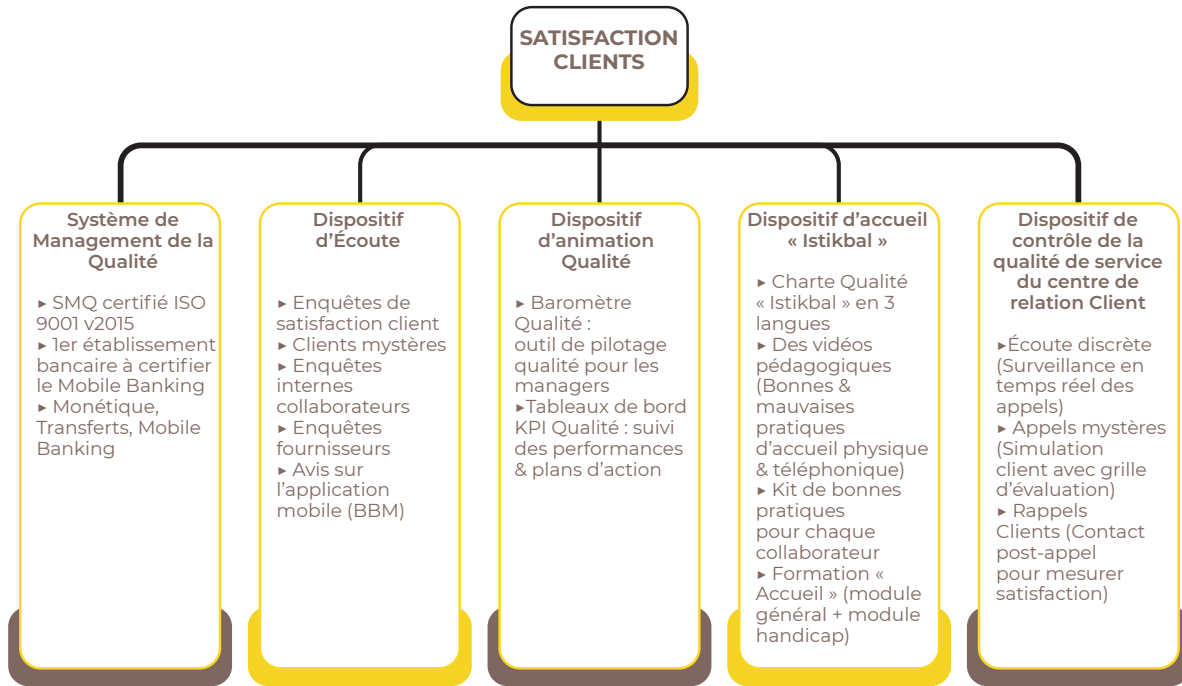 SATISFACTION
CLIENTS
Système de
Management de la
Qualité
▸ SMQ certifié ISO
9001 v2015
▸ 1er établissement
bancaire à certifier
le Mobile Banking
▸ Monétique,
Transferts, Mobile
Banking
Dispositif
d’Écoute
▸ Enquêtes de
satisfaction client
▸ Clients mystères
▸ Enquêtes
internes
collaborateurs
▸ Enquêtes
fournisseurs
▸ Avis sur
l’application
mobile (BBM)
Dispositif
d’animation
Qualité
▸ Baromètre
Qualité :
outil de pilotage
qualité pour les
managers
▸Tableaux de bord
KPI Qualité : suivi
des performances
& plans d’action
Dispositif d’accueil
« Istikbal »
▸ Charte Qualité
« Istikbal » en 3
langues
▸ Des vidéos
pédagogiques
(Bonnes &
mauvaises
pratiques
d’accueil physique
& téléphonique)
▸ Kit de bonnes
pratiques
pour chaque
collaborateur
▸ Formation «
Accueil » (module
général + module
handicap)
Dispositif de
contrôle de la
qualité de service
du centre de
relation Client
▸Écoute discrète
(Surveillance en
temps réel des
appels)
▸ Appels mystères
(Simulation
client avec grille
d’évaluation)
▸ Rappels
Clients (Contact
post-appel
pour mesurer
satisfaction)